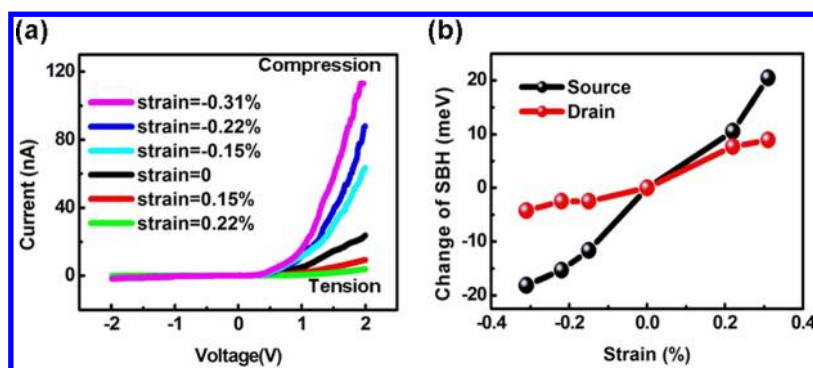 (a)
120
80
40
0
Current (nA)
Compression
strain=-0.31%
strain=-0.22%
strain=-0.15%
strain=0
strain=0.15%
strain=0.22%
Tension
-2
-1
0
1
2
Voltage(V)
(b)
20
10
0
-10
-20
Change of SBH (meV)
Source
Drain
-0.4
-0.2
0.0
0.2
0.4
Strain (%)